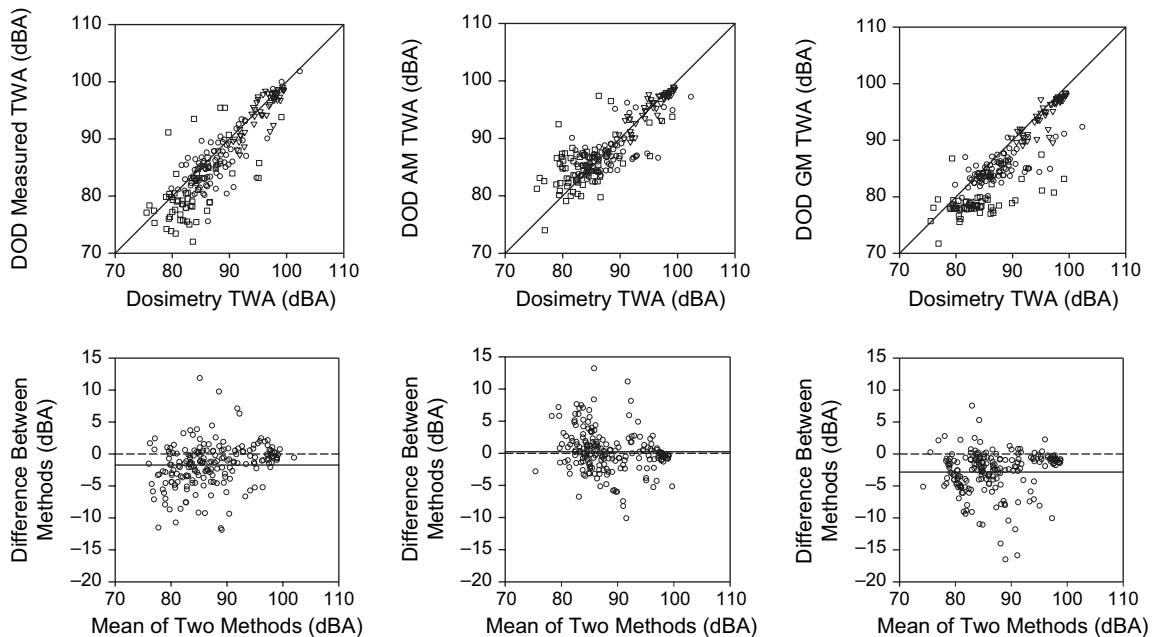 DOD Measured TWA (dBA)
110
100
90
80
70
70 80 90 100 110
Dosimetry TWA (dBA)
DOD AM TWA (dBA)
110
100
90
80
70
70 80 90 100 110
Dosimetry TWA (dBA)
DOD GM TWA (dBA)
110
100
90
80
70
70 80 90 100 110
Dosimetry TWA (dBA)
Difference Between
Methods (dBA)
15
10
5
0
–5
–10
–15
–20
70 80 90 100 110
Mean of Two Methods (dBA)
Difference Between
Methods (dBA)
15
10
5
0
–5
–10
–15
–20
70 80 90 100 110
Mean of Two Methods (dBA)
Difference Between
Methods (dBA)
15
10
5
0
–5
–10
–15
–20
70 80 90 100 110
Mean of Two Methods (dBA)